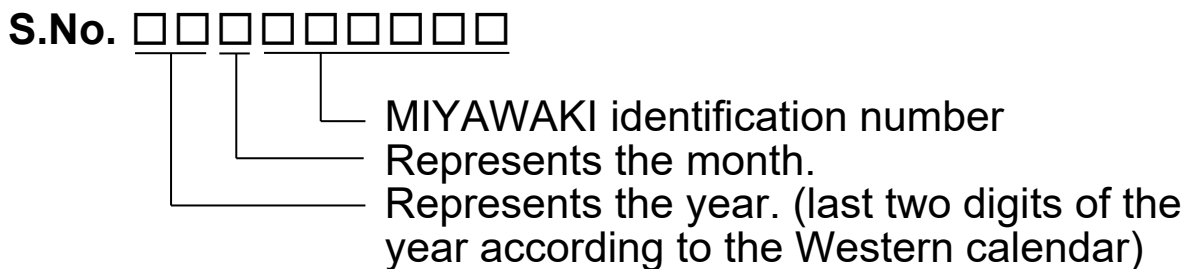 S.No. □□□□□□□□□
MIYAWAKI identification number
Represents the month.
Represents the year. (last two digits of the
year according to the Western calendar)